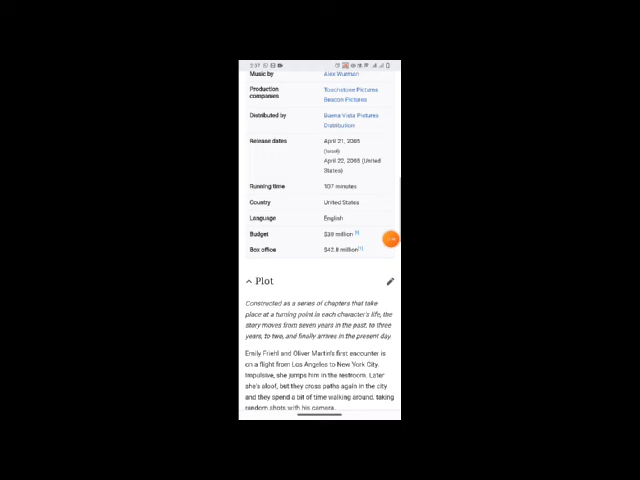 2:57
Music by Alex Wurman
Production Touchstone Pictures
companies Beacon Pictures
Distributed by Buena Vista Pictures
Distribution
Release dates April 21, 2005
(Israel)
April 22, 2005 (United
States)
Running time 107 minutes
Country United States
Language English
Budget $30 million
Box office $42.8 million[1]
Plot
Constructed as a series of chapters that take
place at a turning point in each character's life, the
story moves from seven years in the past, to three
years, to two, and finally arrives in the present day.
Emily Friehl and Oliver Martin's first encounter is
on a flight from Los Angeles to New York City.
Impulsive, she jumps him in the restroom. Later
she's aloof, but they cross paths again in the city
and they spend a bit of time walking around, taking
random shots with his camera.